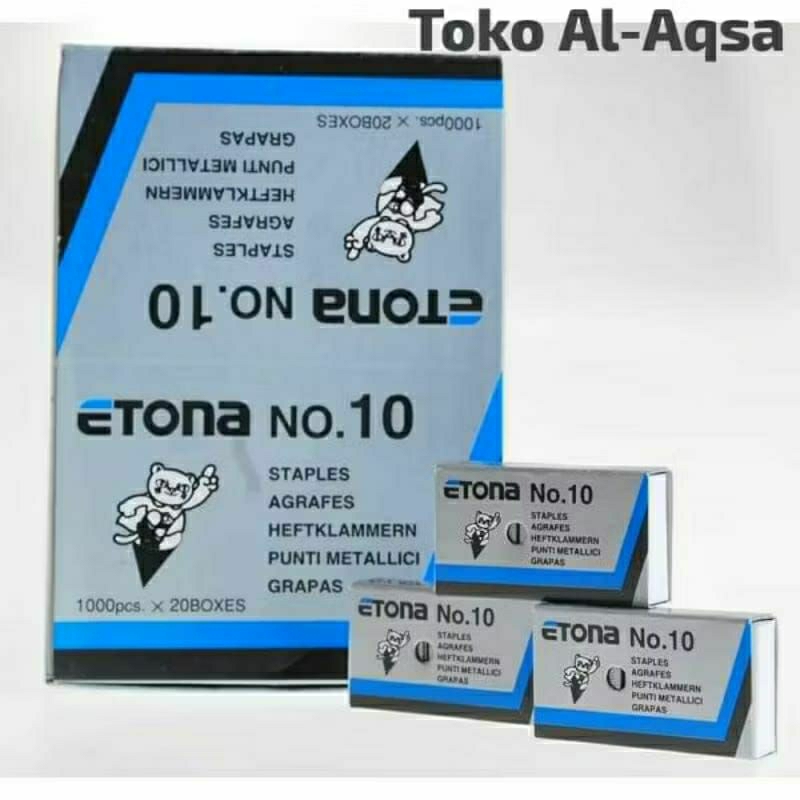 Toko Al-Aqsa
1000pcs. × 20BOXES
GRAPAS
PUNTI METALLICI
HEFTKLAMMERN
AGRAFES
STAPLES
ETONA NO.10
ETONA NO.10
STAPLES
AGRAFES
HEFTKLAMMERN
PUNTI METALLICI
GRAPAS
1000pcs. × 20BOXES
ETONA No.10
STAPLES
AGRAFES
HEFTKLAMMERN
PUNTI METALLICI
GRAPAS
ETONA No.10
STAPLES
AGRAFES
HEFTKLAMMERN
PUNTI METALLICI
GRAPAS
ETONA No.10
STAPLES
AGRAFES
HEFTKLAMMERN
PUNTI METALLICI
GRAPAS